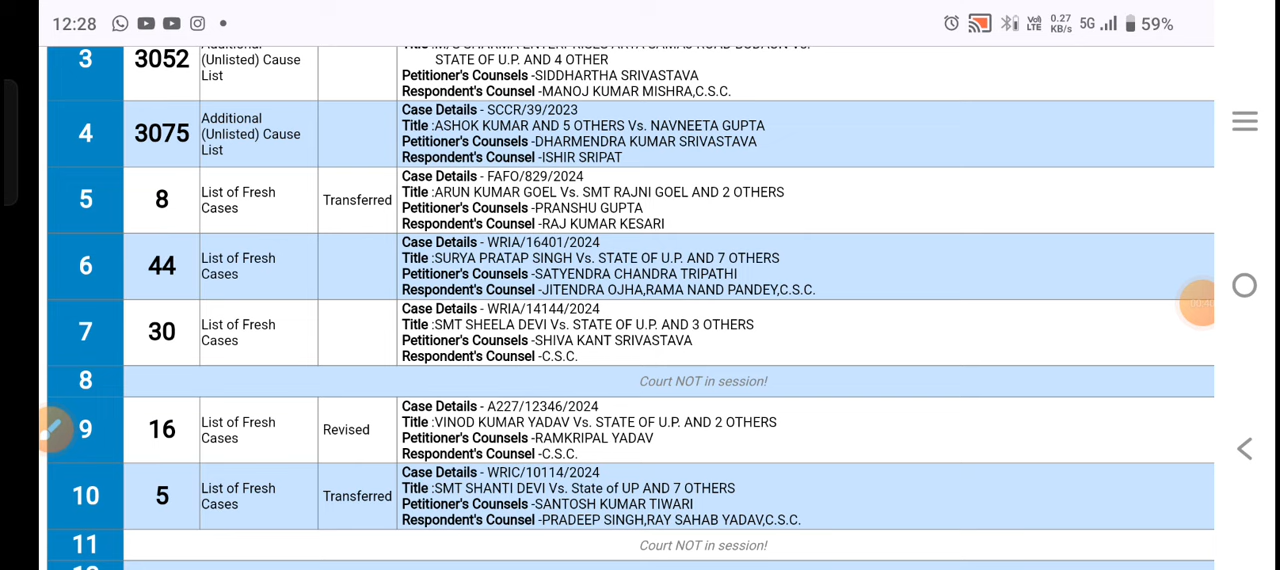 12:28
VoI) LTE 0.27 KB/s 5G 59%
3 3052 Additional (Unlisted) Cause List
STATE OF U.P. AND 4 OTHER
Petitioner's Counsels -SIDDHARTHA SRIVASTAVA
Respondent's Counsel -MANOJ KUMAR MISHRA,C.S.C.
4 3075 Additional (Unlisted) Cause List
Case Details - SCCR/39/2023
Title :ASHOK KUMAR AND 5 OTHERS Vs. NAVNEETA GUPTA
Petitioner's Counsels -DHARMENDRA KUMAR SRIVASTAVA
Respondent's Counsel -ISHIR SRIPAT
5 8 List of Fresh Cases Transferred
Case Details - FAFO/829/2024
Title :ARUN KUMAR GOEL Vs. SMT RAJNI GOEL AND 2 OTHERS
Petitioner's Counsels -PRANSHU GUPTA
Respondent's Counsel -RAJ KUMAR KESARI
6 44 List of Fresh Cases
Case Details - WRIA/16401/2024
Title :SURYA PRATAP SINGH Vs. STATE OF U.P. AND 7 OTHERS
Petitioner's Counsels -SATYENDRA CHANDRA TRIPATHI
Respondent's Counsel -JITENDRA OJHA,RAMA NAND PANDEY,C.S.C.
7 30 List of Fresh Cases
Case Details - WRIA/14144/2024
Title :SMT SHEELA DEVI Vs. STATE OF U.P. AND 3 OTHERS
Petitioner's Counsels -SHIVA KANT SRIVASTAVA
Respondent's Counsel -C.S.C.
8 Court NOT in session!
9 16 List of Fresh Cases Revised
Case Details - A227/12346/2024
Title :VINOD KUMAR YADAV Vs. STATE OF U.P. AND 2 OTHERS
Petitioner's Counsels -RAMKRIPAL YADAV
Respondent's Counsel -C.S.C.
10 5 List of Fresh Cases Transferred
Case Details - WRIC/10114/2024
Title :SMT SHANTI DEVI Vs. State of UP AND 7 OTHERS
Petitioner's Counsels -SANTOSH KUMAR TIWARI
Respondent's Counsel -PRADEEP SINGH,RAY SAHAB YADAV,C.S.C.
11 Court NOT in session!